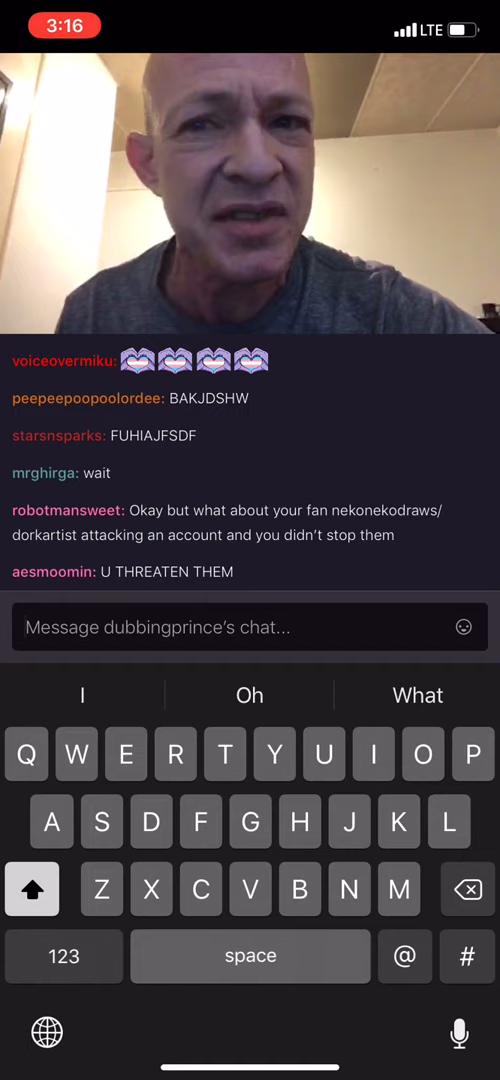 3:16
LTE
voiceovermiku:
peepeepoopoolordee: BAKJDSHW
starsnsparks: FUHIAJFSDF
mrghirga: wait
robotmansweet: Okay but what about your fan nekonekodraws/
dorkartist attacking an account and you didn’t stop them
aesmoomin: U THREATEN THEM
Message dubbingprince’s chat...
I Oh What
Q W E R T Y U I O P
A S D F G H J K L
Z X C V B N M
123 space @ #